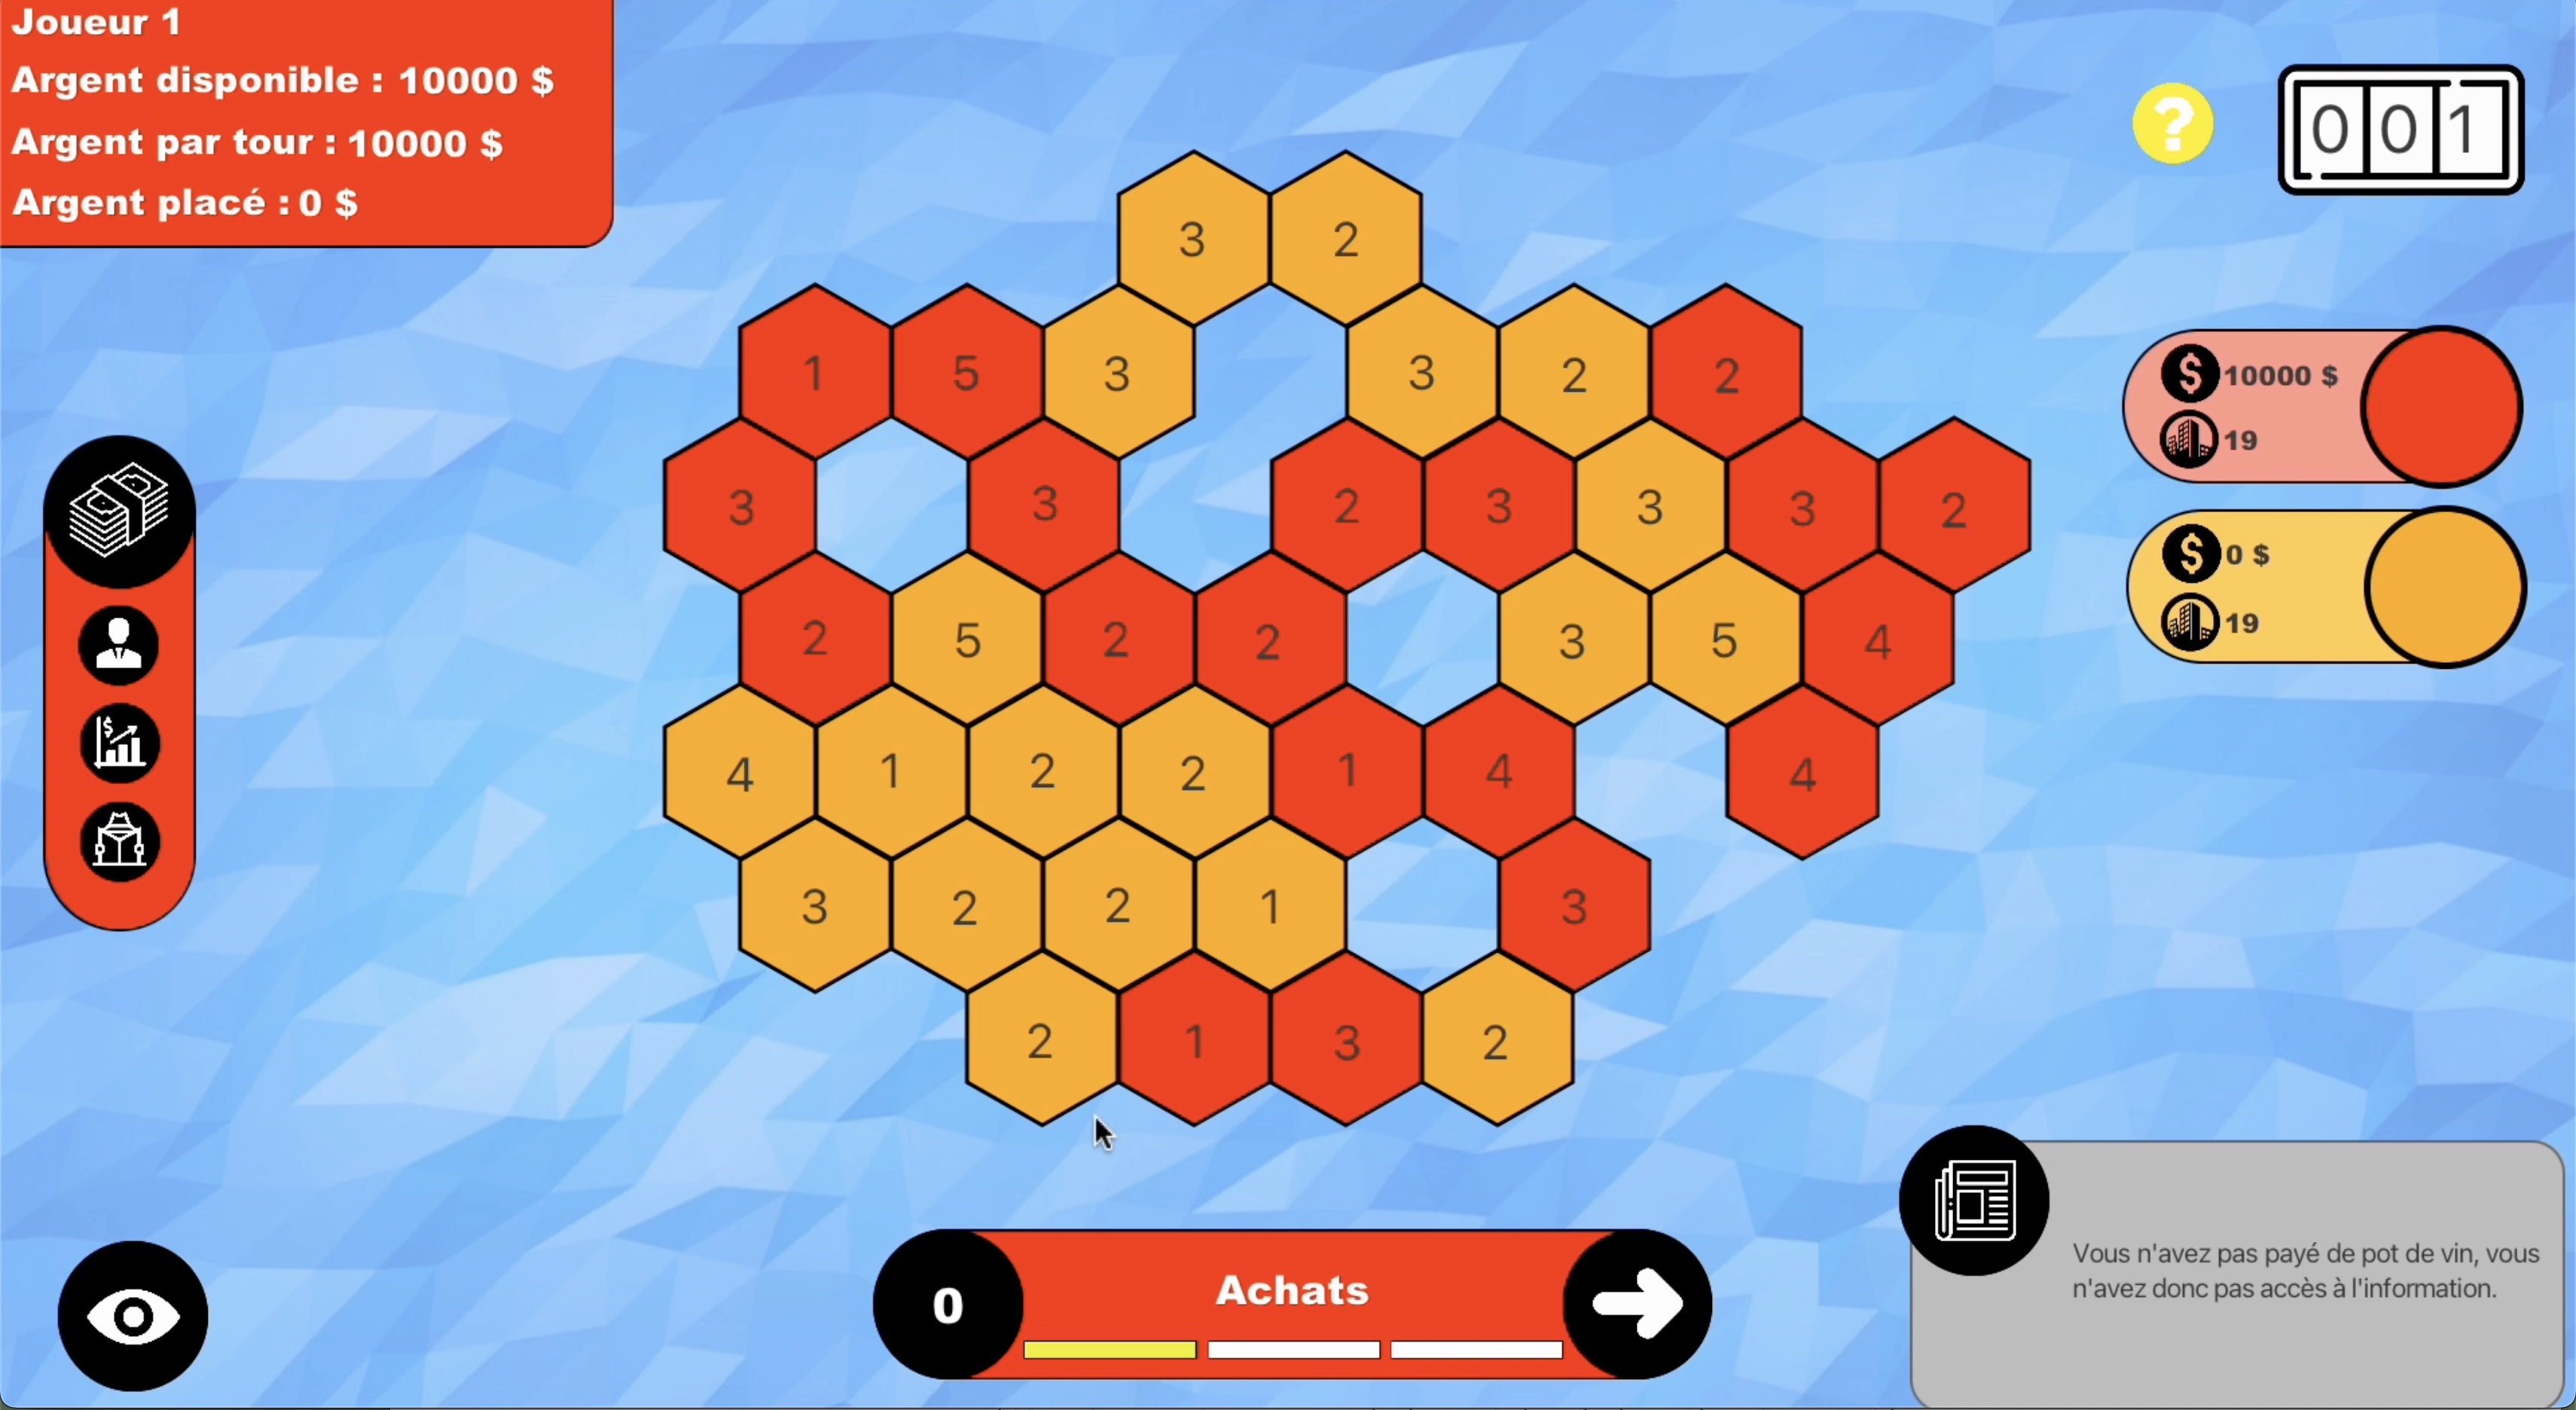 Joueur 1
Argent disponible : 10000 $
Argent par tour : 10000 $
Argent placé : 0 $
? 001
3 2
1 5 3 3 2 2
3 3 2 3 3 3 2
2 5 2 2 3 5 4
4 1 2 2 1 4 4
3 2 2 1 3
2 1 3 2
$ 10000 $
19
$ 0 $
19
$
0 Achats
Vous n'avez pas payé de pot de vin, vous
n'avez donc pas accès à l'information.